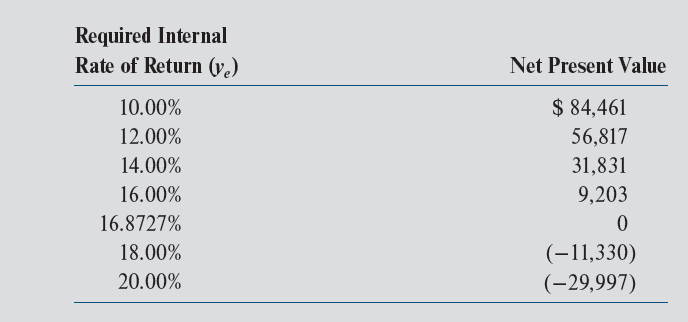 Required Internal
Rate of Return (yₑ) Net Present Value
10.00% $ 84,461
12.00% 56,817
14.00% 31,831
16.00% 9,203
16.8727% 0
18.00% (−11,330)
20.00% (−29,997)